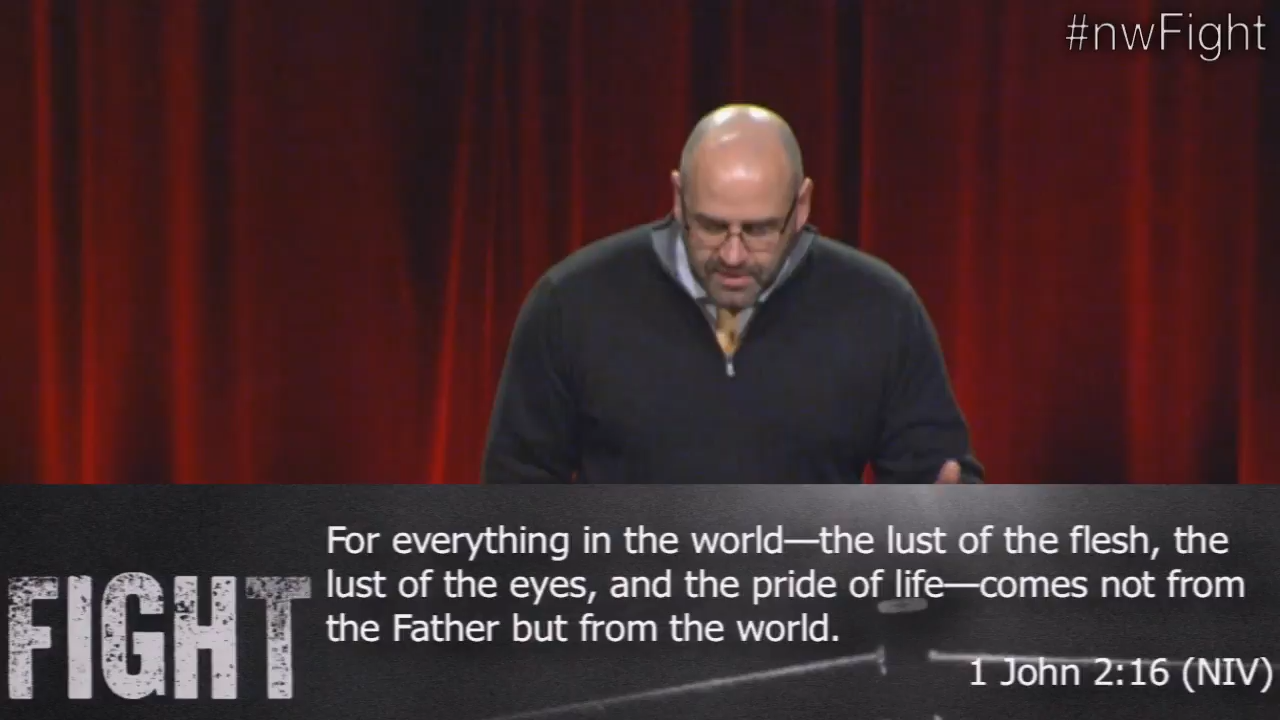 #nwFight
For everything in the world—the lust of the flesh, the
lust of the eyes, and the pride of life—comes not from
the Father but from the world.
FIGHT
1 John 2:16 (NIV)